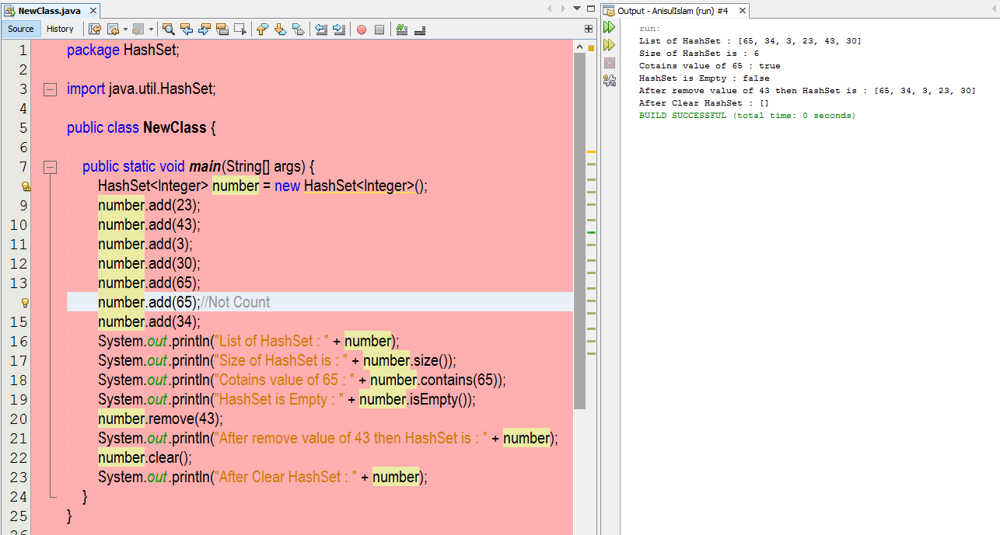 NewClass.java
Source History
1 package HashSet;
2
3 import java.util.HashSet;
4
5 public class NewClass {
6
7 public static void main(String[] args) {
HashSet<Integer> number = new HashSet<Integer>();
9 number.add(23);
10 number.add(43);
11 number.add(3);
12 number.add(30);
13 number.add(65);
number.add(65);//Not Count
15 number.add(34);
16 System.out.println("List of HashSet : " + number);
17 System.out.println("Size of HashSet is : " + number.size());
18 System.out.println("Cotains value of 65 : " + number.contains(65));
19 System.out.println("HashSet is Empty : " + number.isEmpty());
20 number.remove(43);
21 System.out.println("After remove value of 43 then HashSet is : " + number);
22 number.clear();
23 System.out.println("After Clear HashSet : " + number);
24 }
25 }
26
Output - AnisulIslam (run) #4
run:
List of HashSet : [65, 34, 3, 23, 43, 30]
Size of HashSet is : 6
Cotains value of 65 : true
HashSet is Empty : false
After remove value of 43 then HashSet is : [65, 34, 3, 23, 30]
After Clear HashSet : []
BUILD SUCCESSFUL (total time: 0 seconds)